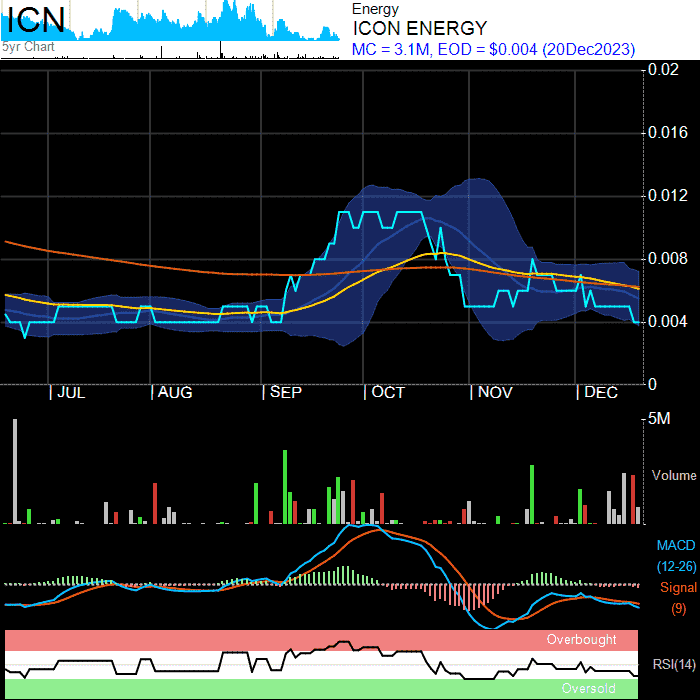 ICN
5yr Chart
Energy
ICON ENERGY
MC = 3.1M, EOD = $0.004 (20Dec2023)
0.02
0.016
0.012
0.008
0.004
0
JUL AUG SEP OCT NOV DEC
5M
Volume
MACD
(12-26)
Signal
(9)
Overbought
RSI(14)
Oversold